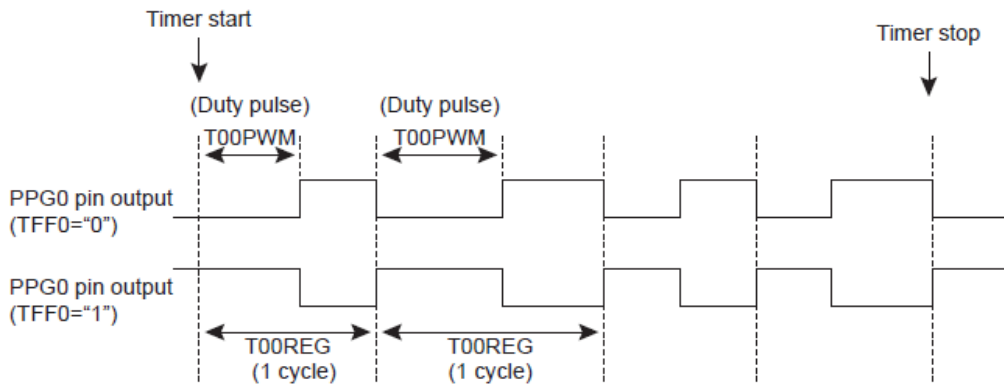 Timer start
Timer stop
(Duty pulse)
(Duty pulse)
T00PWM
T00PWM
PPG0 pin output
(TFF0=“0”)
PPG0 pin output
(TFF0=“1”)
T00REG
(1 cycle)
T00REG
(1 cycle)